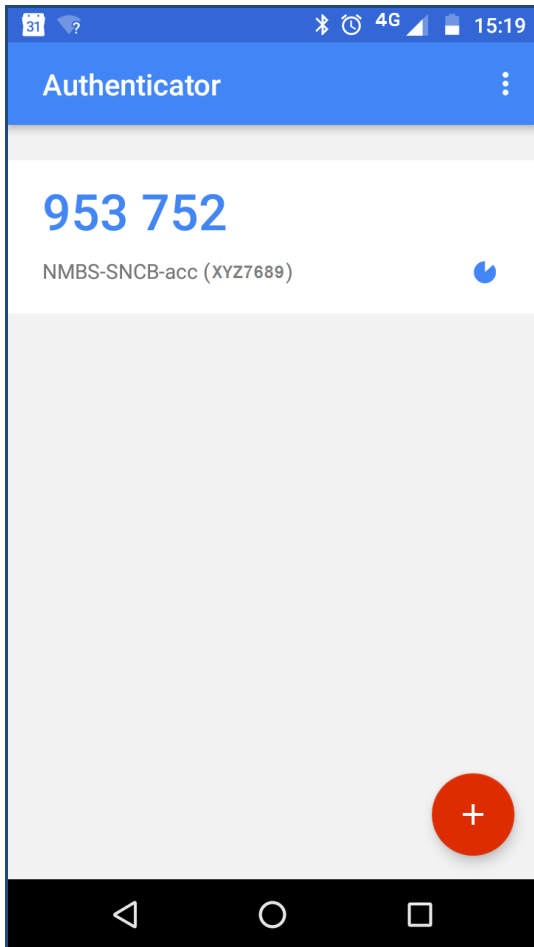 31 ? 4G 15:19
Authenticator
953 752
NMBS-SNCB-acc (XYZ7689)
+